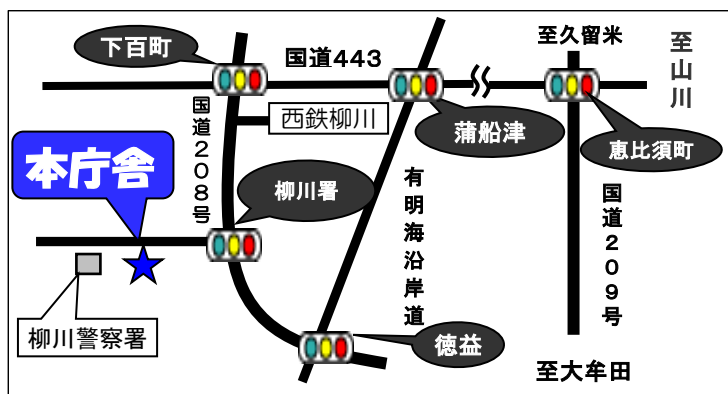 下百町
国道443
至久留米
至山川
西鉄柳川
蒲船津
恵比須町
国道208号
本庁舎
柳川署
有明海沿岸道
国道209号
柳川警察署
徳益
至大牟田